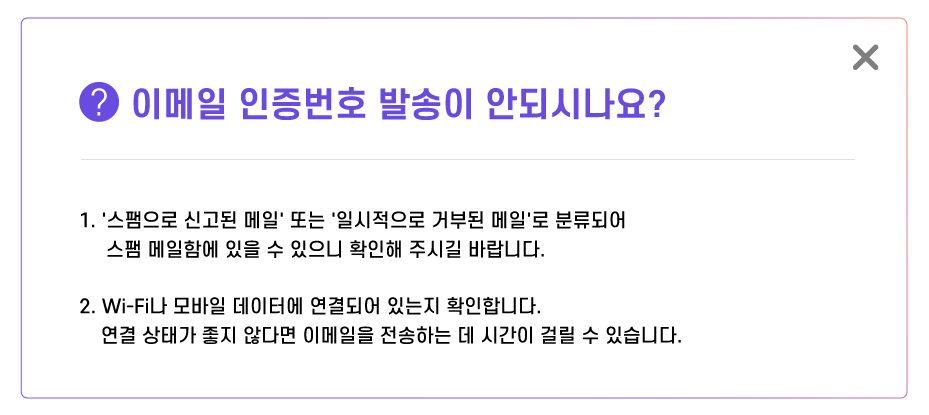 ? 이메일 인증번호 발송이 안되시나요?
1. '스팸으로 신고된 메일' 또는 '일시적으로 거부된 메일'로 분류되어
스팸 메일함에 있을 수 있으니 확인해 주시길 바랍니다.
2. Wi-Fi나 모바일 데이터에 연결되어 있는지 확인합니다.
연결 상태가 좋지 않다면 이메일을 전송하는 데 시간이 걸릴 수 있습니다.